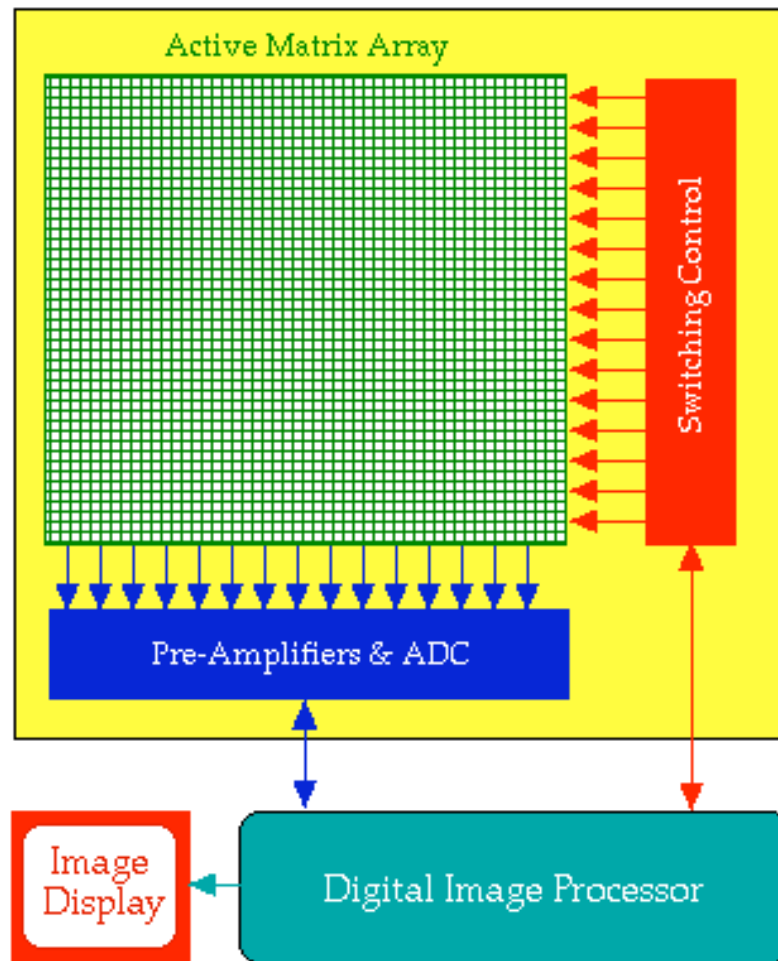 Active Matrix Array
Switching Control
Pre-Amplifiers & ADC
Image
Display
Digital Image Processor